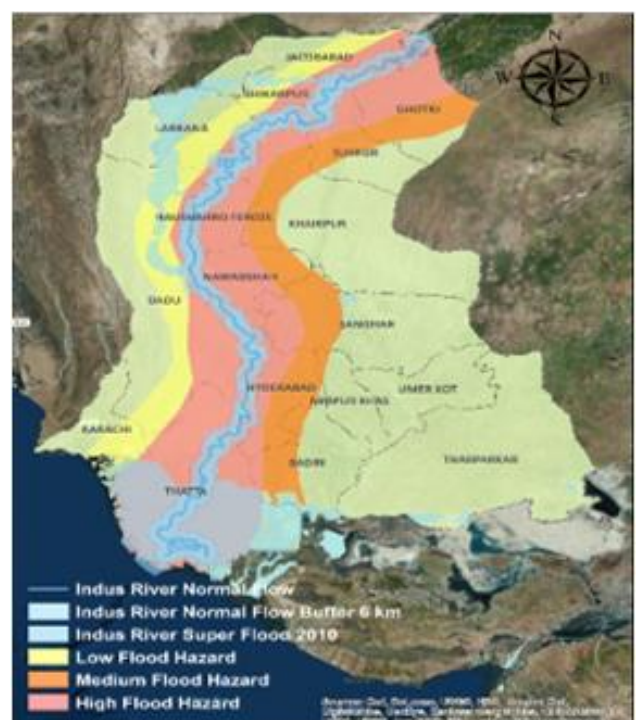 N
W E
JACOBABAD
SHIKARPUR
GHOTKI
LARKANA
SUKKUR
NAUSHAHRO FEROZE
KHAIRPUR
NAWABSHAH
DADU
SANGHAR
HYDERABAD
UMER KOT
MIRPUR KHAS
KARACHI
BADIN
THARPARKAR
THATTA
Indus River Normal Flow
Indus River Normal Flow Buffer 6 km
Indus River Super Flood 2010
Low Flood Hazard
Medium Flood Hazard
High Flood Hazard